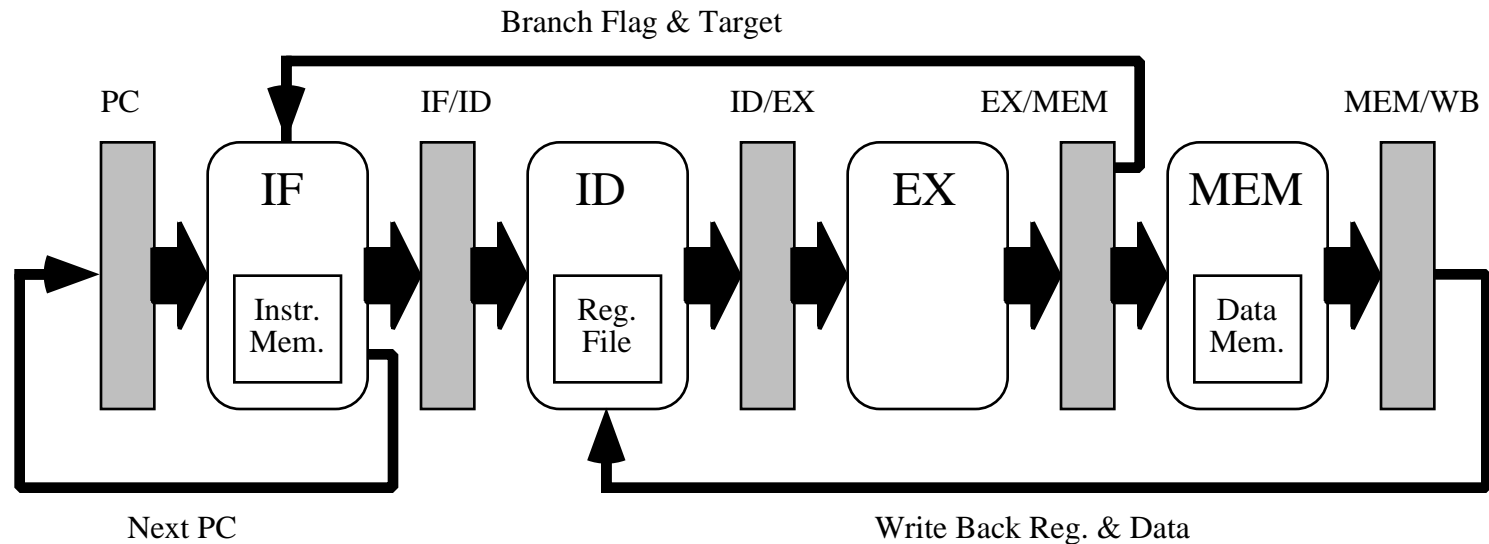 Branch Flag & Target
PC
IF/ID
ID/EX
EX/MEM
MEM/WB
IF
ID
EX
MEM
Instr.
Mem.
Reg.
File
Data
Mem.
Next PC
Write Back Reg. & Data